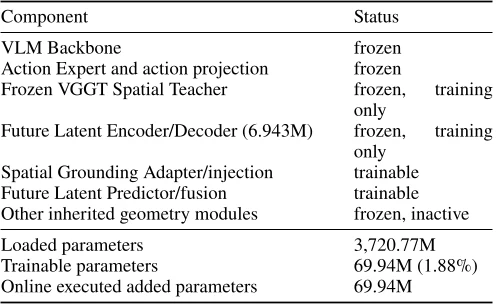 Component Status
VLM Backbone frozen
Action Expert and action projection frozen
Frozen VGGT Spatial Teacher frozen, training
only
Future Latent Encoder/Decoder (6.943M) frozen, training
only
Spatial Grounding Adapter/injection trainable
Future Latent Predictor/fusion trainable
Other inherited geometry modules frozen, inactive
Loaded parameters 3,720.77M
Trainable parameters 69.94M (1.88%)
Online executed added parameters 69.94M